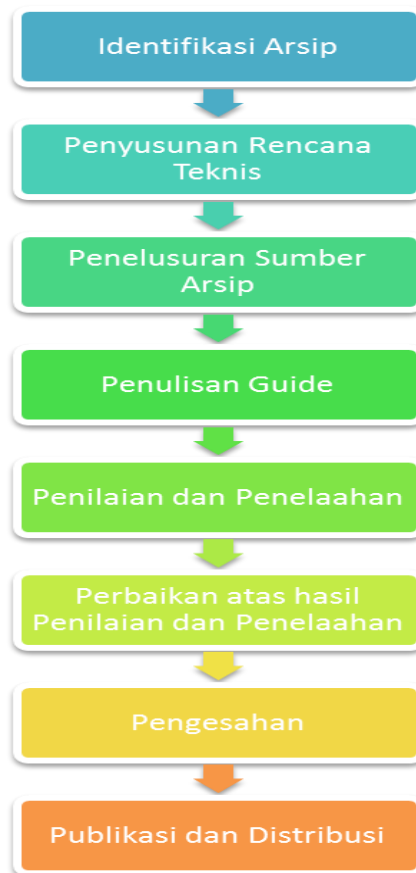 Identifikasi Arsip
Penyusunan Rencana
Teknis
Penelusuran Sumber
Arsip
Penulisan Guide
Penilaian dan Penelaahan
Perbaikan atas hasil
Penilaian dan Penelaahan
Pengesahan
Publikasi dan Distribusi